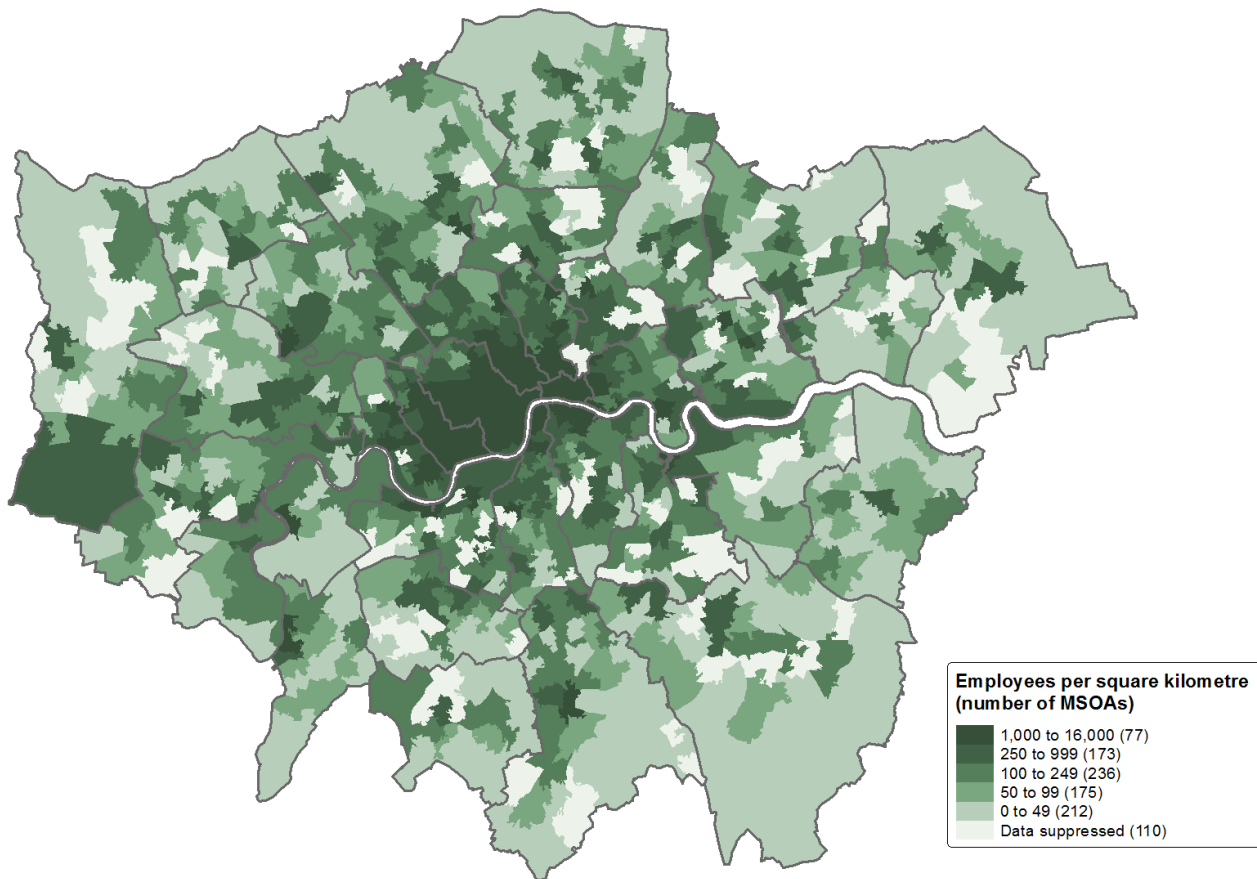 Employees per square kilometre
(number of MSOAs)
1,000 to 16,000 (77)
250 to 999 (173)
100 to 249 (236)
50 to 99 (175)
0 to 49 (212)
Data suppressed (110)